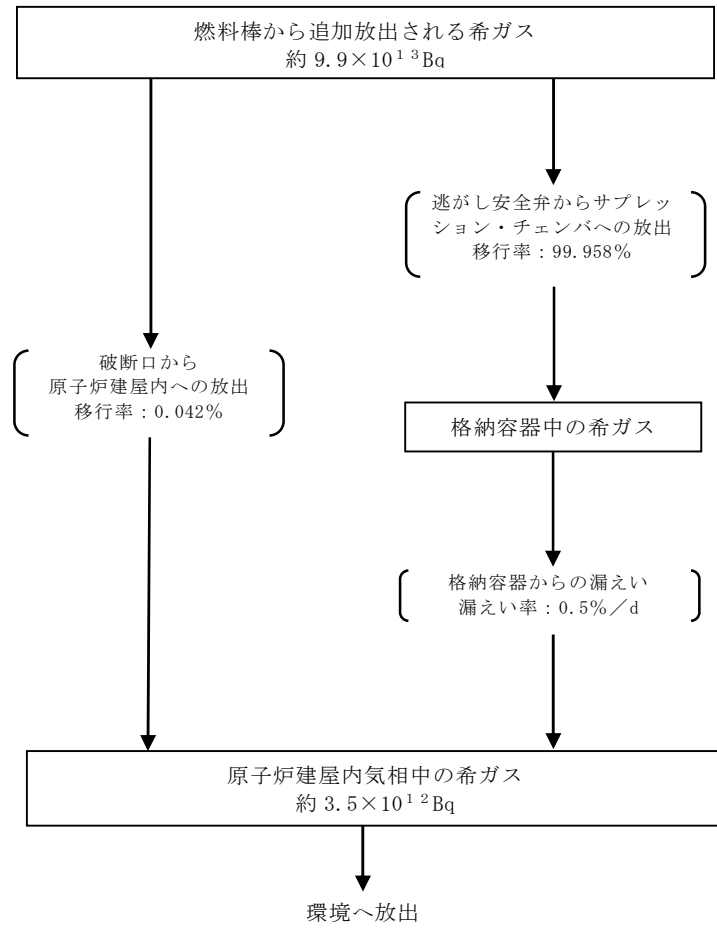 燃料棒から追加放出される希ガス
約 9.9×10¹³Bq
逃がし安全弁からサプレッ
ション・チェンバへの放出
移行率：99.958％
破断口から
原子炉建屋内への放出
移行率：0.042％
格納容器中の希ガス
格納容器からの漏えい
漏えい率：0.5％／d
原子炉建屋内気相中の希ガス
約 3.5×10¹²Bq
環境へ放出